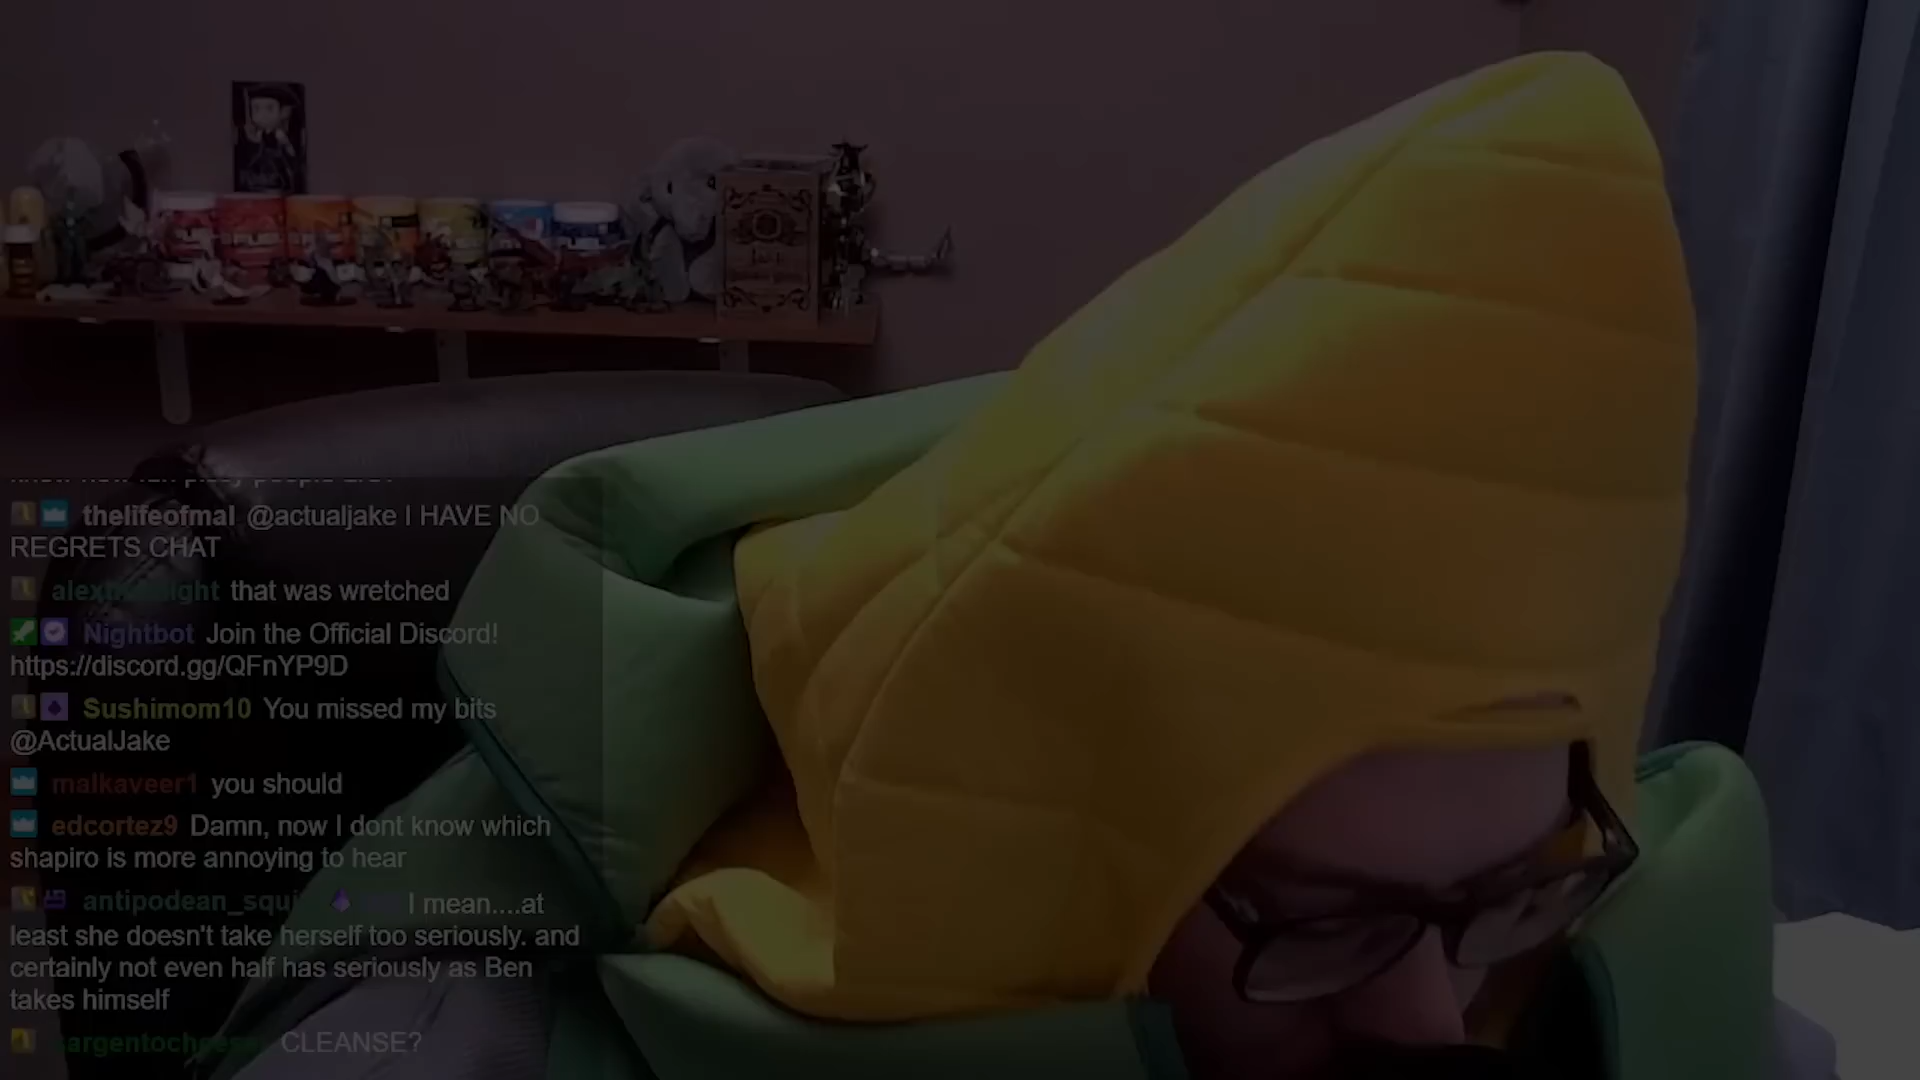 thelifeofmal @actualjake I HAVE NO
REGRETS CHAT
that was wretched
Nightbot Join the Official Discord!
https://discord.gg/QFnYP9D
Sushimom10 You missed my bits
@ActualJake
malkaveer1 you should
edcortez9 Damn, now I dont know which
shapiro is more annoying to hear
I mean....at
least she doesn't take herself too seriously. and
certainly not even half has seriously as Ben
takes himself
CLEANSE?